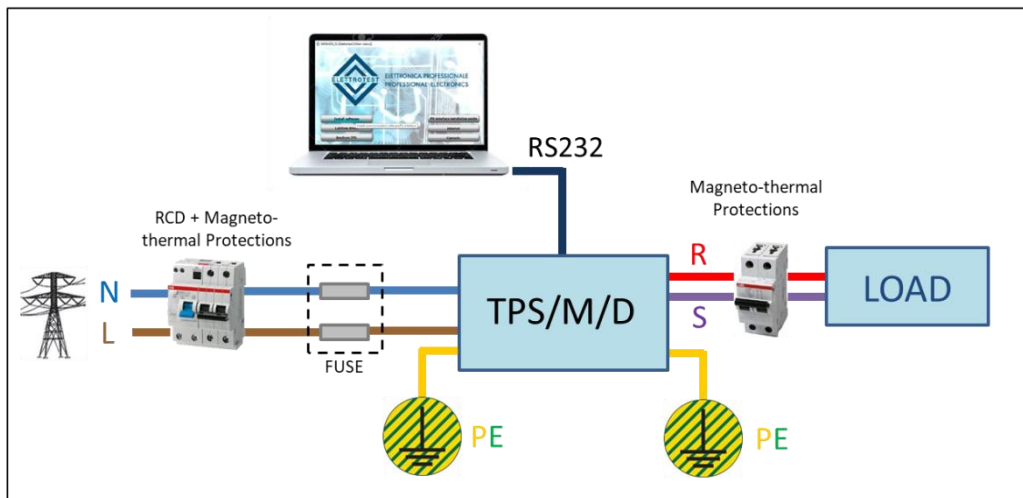 ELETTROTEST
ELETTRONICA PROFESSIONALE
PROFESSIONAL ELECTRONICS
RS232
Magneto-thermal
Protections
RCD + Magneto-
thermal Protections
N
L
FUSE
TPS/M/D
R
S
LOAD
PE
PE